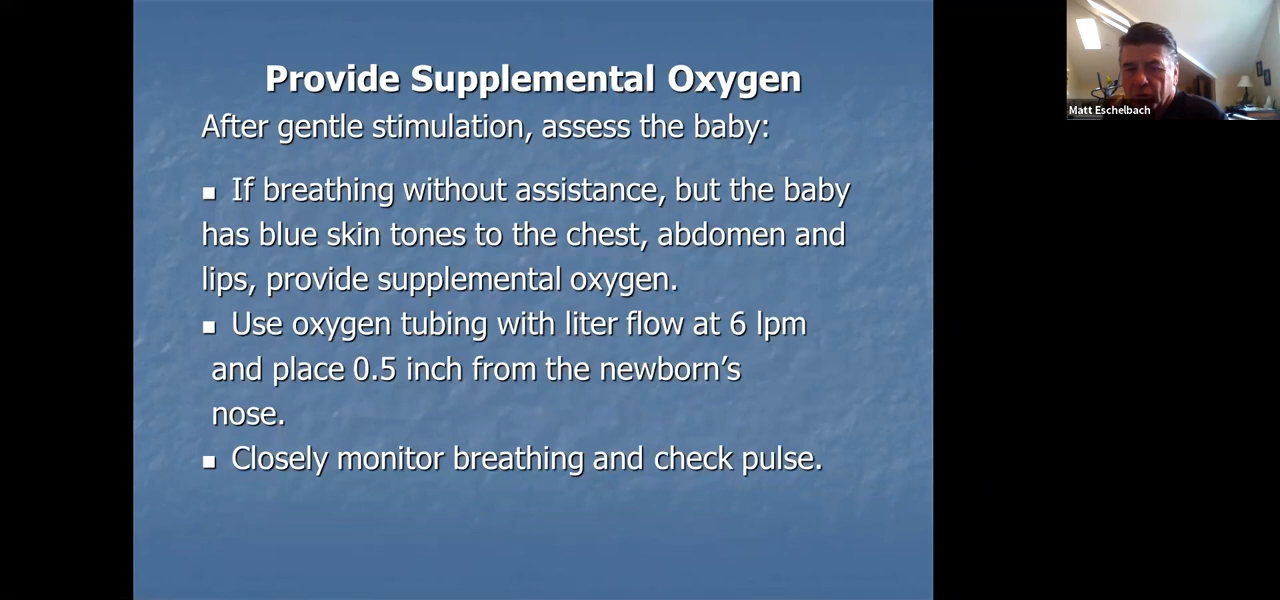 Provide Supplemental Oxygen
After gentle stimulation, assess the baby:
▪ If breathing without assistance, but the baby
has blue skin tones to the chest, abdomen and
lips, provide supplemental oxygen.
▪ Use oxygen tubing with liter flow at 6 lpm
and place 0.5 inch from the newborn’s
nose.
▪ Closely monitor breathing and check pulse.
Matt Eschelbach